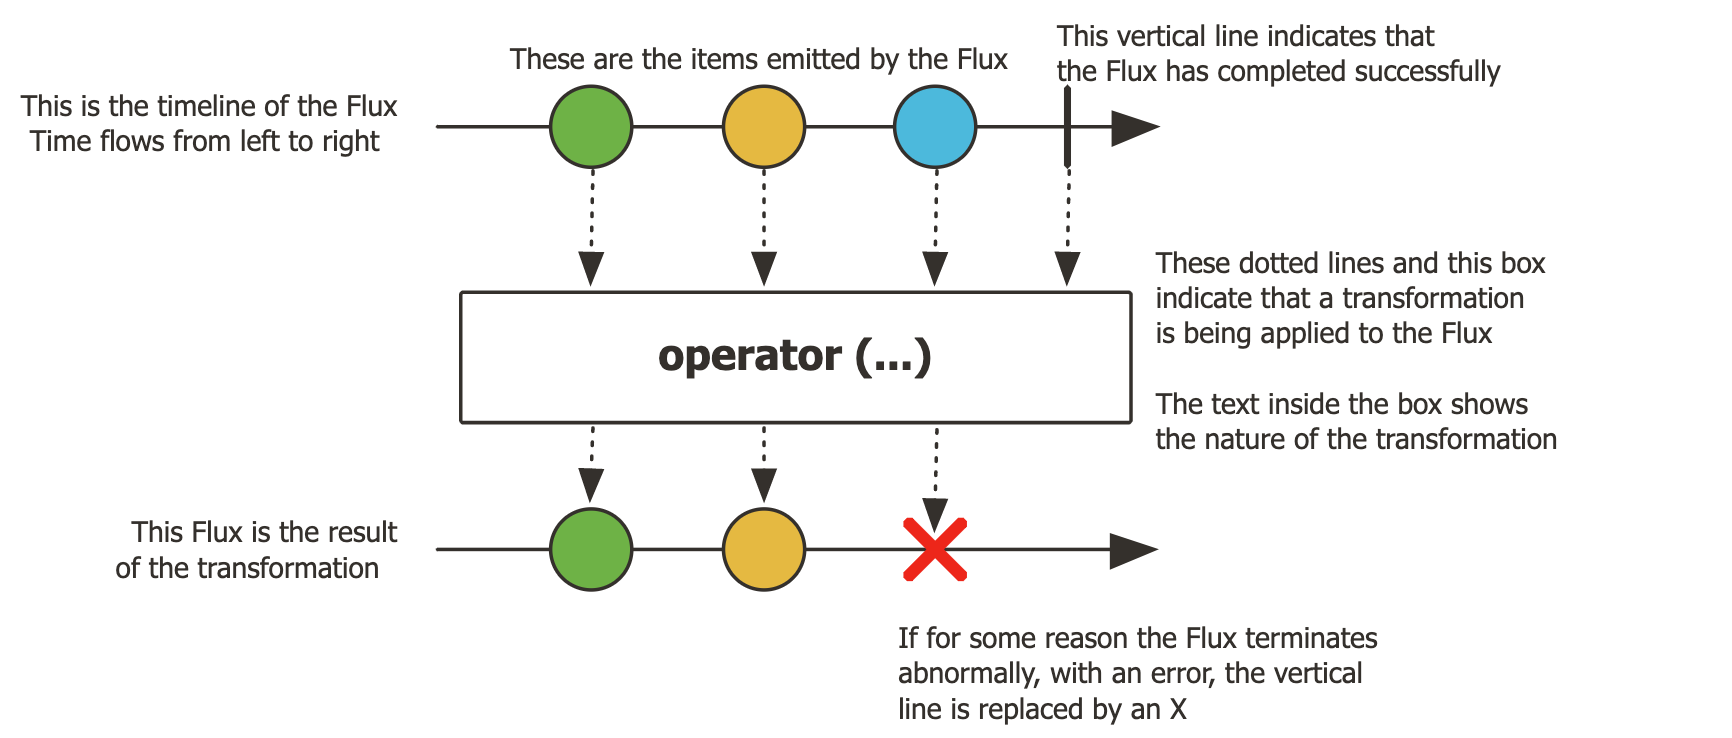 These are the items emitted by the Flux
This vertical line indicates that
the Flux has completed successfully
This is the timeline of the Flux
Time flows from left to right
These dotted lines and this box
indicate that a transformation
is being applied to the Flux
operator (...)
The text inside the box shows
the nature of the transformation
This Flux is the result
of the transformation
If for some reason the Flux terminates
abnormally, with an error, the vertical
line is replaced by an X